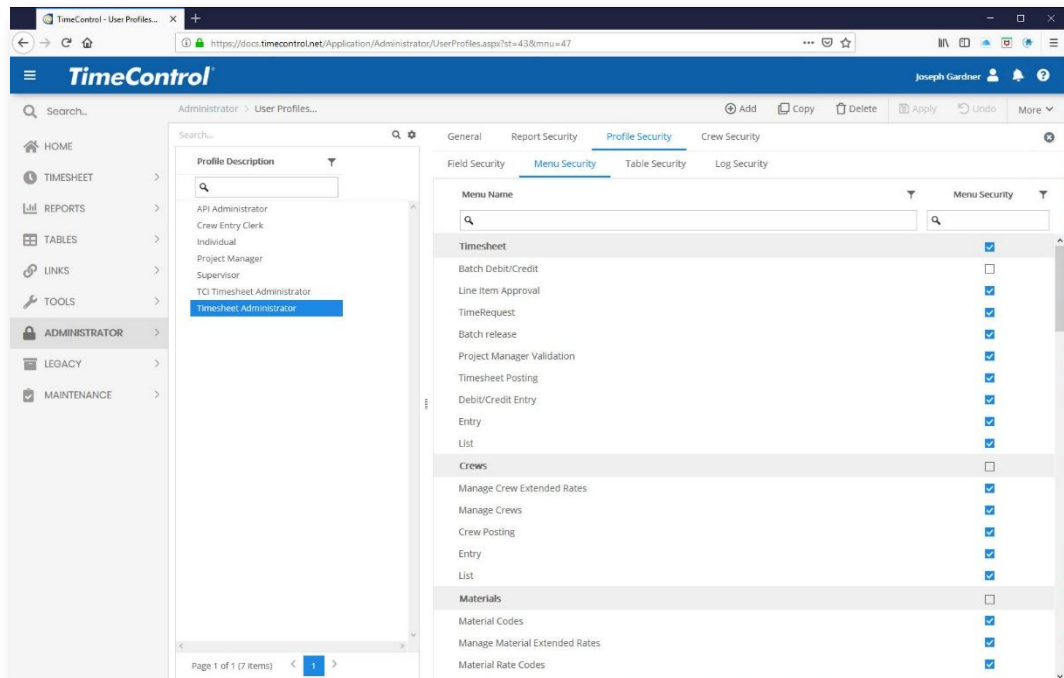 TimeControl - User Profiles...
https://docs.timecontrol.net/Application/Administrator/UserProfiles.aspx?st=43&mnu=47
TimeControl
Joseph Gardner
Search...
Administrator > User Profiles...
Add Copy Delete Apply Undo More
HOME
TIMESHEET
REPORTS
TABLES
LINKS
TOOLS
ADMINISTRATOR
LEGACY
MAINTENANCE
Search...
Profile Description
API Administrator
Crew Entry Clerk
Individual
Project Manager
Supervisor
TCI Timesheet Administrator
Timesheet Administrator
Page 1 of 1 (7 items) < 1 >
General Report Security Profile Security Crew Security
Field Security Menu Security Table Security Log Security
Menu Name Menu Security
Timesheet
Batch Debit/Credit
Line Item Approval
TimeRequest
Batch release
Project Manager Validation
Timesheet Posting
Debit/Credit Entry
Entry
List
Crews
Manage Crew Extended Rates
Manage Crews
Crew Posting
Entry
List
Materials
Material Codes
Manage Material Extended Rates
Material Rate Codes